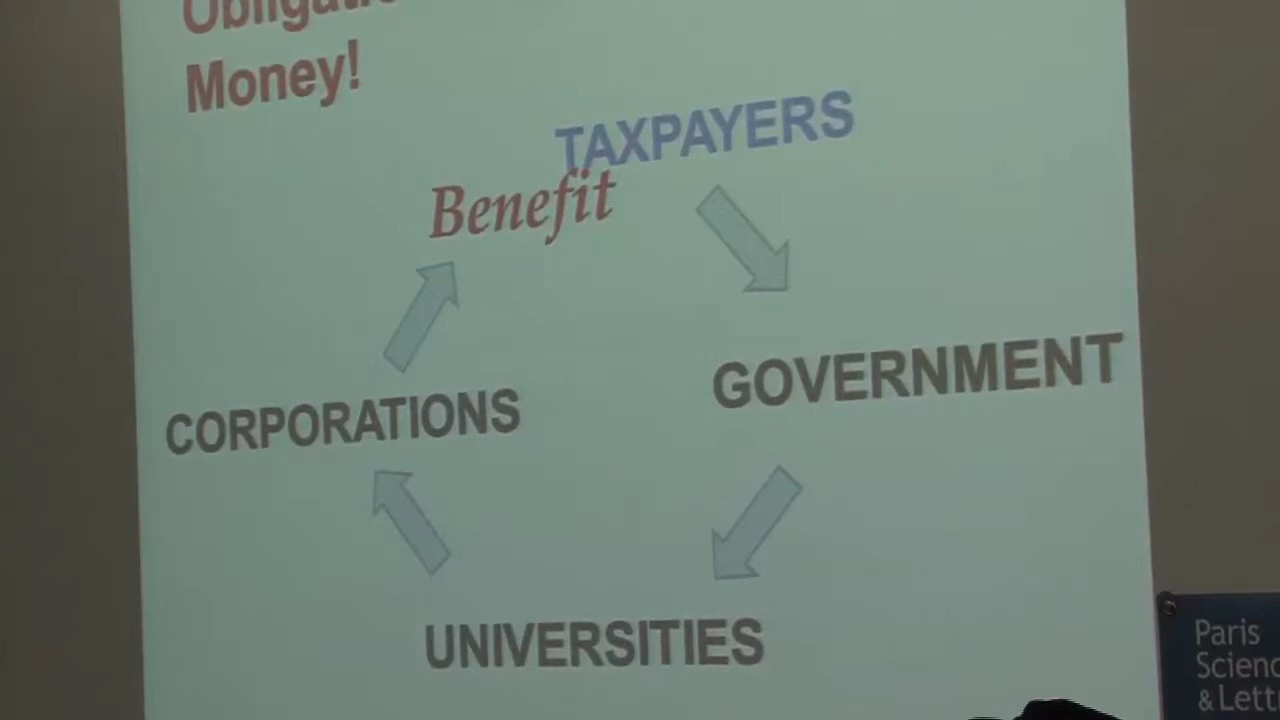 Money!
TAXPAYERS
Benefit
GOVERNMENT
CORPORATIONS
UNIVERSITIES
Paris
&